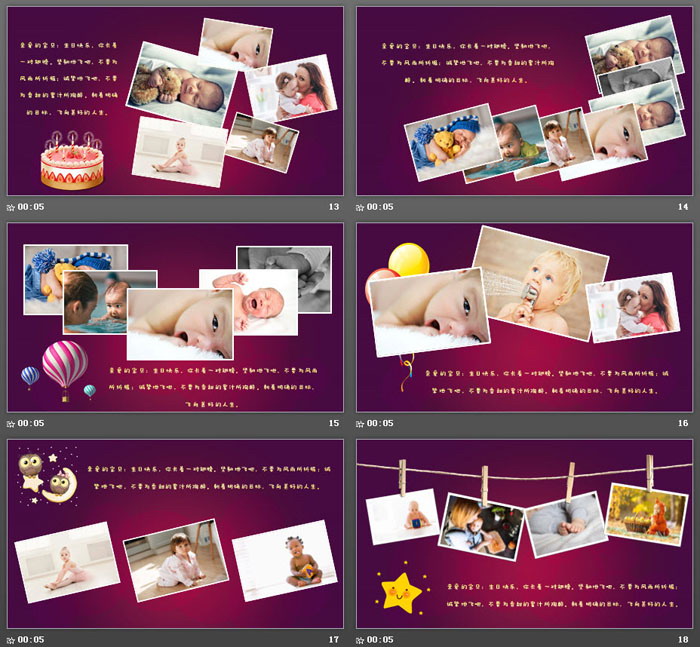 亲爱的宝贝：生日快乐，你长着
一对翅膀。坚韧地飞吧，
不要为风雨所折服；诚挚地飞吧，不要
为香甜的蜜汁所陶醉。朝着明确
的目标，飞向美好的人生。
00:05
13
亲爱的宝贝：生日快乐，你长着一对翅膀。坚韧地飞吧，
不要为风雨所折服；诚挚地飞吧，不要为香甜的蜜汁所陶
醉。朝着明确的目标，飞向美好的人生。
00:05
14
亲爱的宝贝：生日快乐，你长着一对翅膀。坚韧地飞吧，不要为风雨
所折服；诚挚地飞吧，不要为香甜的蜜汁所陶醉。朝着明确的目标，
飞向美好的人生。
00:05
15
亲爱的宝贝：生日快乐，你长着一对翅膀。坚韧地飞吧，不要为风雨所折服；
诚挚地飞吧，不要为香甜的蜜汁所陶醉。朝着明确的目标，飞向美好的人生。
00:05
16
亲爱的宝贝：生日快乐，你长着一对翅膀。坚韧地飞吧，不要为风雨所折服；诚
挚地飞吧，不要为香甜的蜜汁所陶醉。朝着明确的目标，飞向美好的人生。
00:05
17
亲爱的宝贝：生日快乐，你长着一对翅膀。坚韧地飞吧，不要为风雨所折服；
诚挚地飞吧，不要为香甜的蜜汁所陶醉。朝着明确的目标，飞向美好的人生。
00:05
18